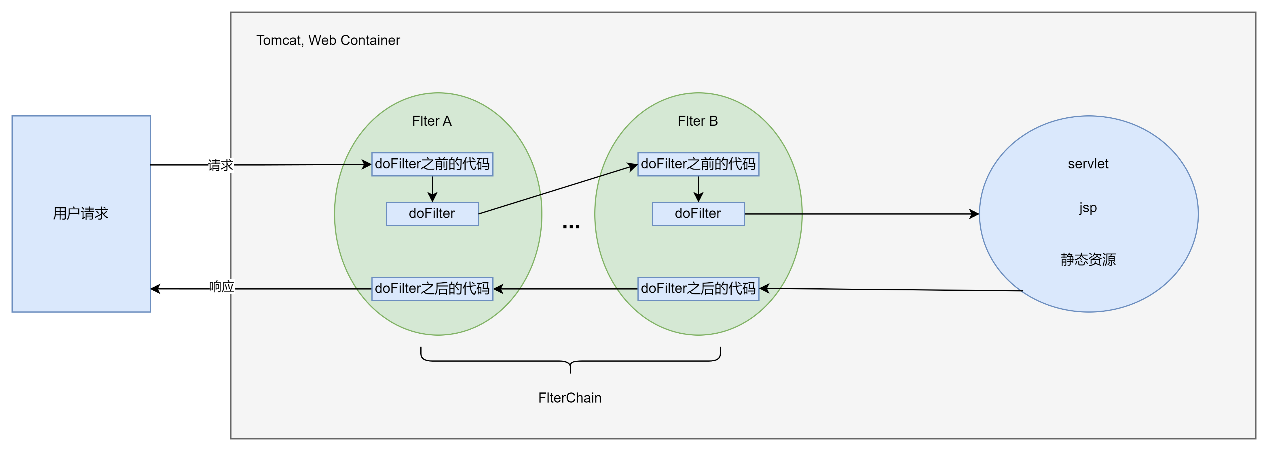 Tomcat, Web Container
用户请求
请求
响应
Flter A
doFilter之前的代码
doFilter
doFilter之后的代码
...
Flter B
doFilter之前的代码
doFilter
doFilter之后的代码
FlterChain
servlet
jsp
静态资源